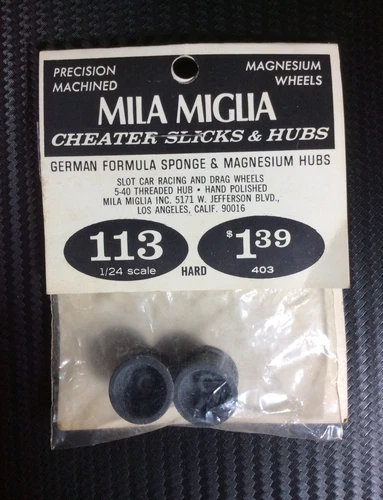 PRECISION
MACHINED
MAGNESIUM
WHEELS
MILA MIGLIA
CHEATER SLICKS & HUBS
GERMAN FORMULA SPONGE & MAGNESIUM HUBS
SLOT CAR RACING AND DRAG WHEELS
5-40 THREADED HUB • HAND POLISHED
MILA MIGLIA INC. 5171 W. JEFFERSON BLVD.,
LOS ANGELES, CALIF. 90016
113
1/24 scale
HARD
$1 39
403